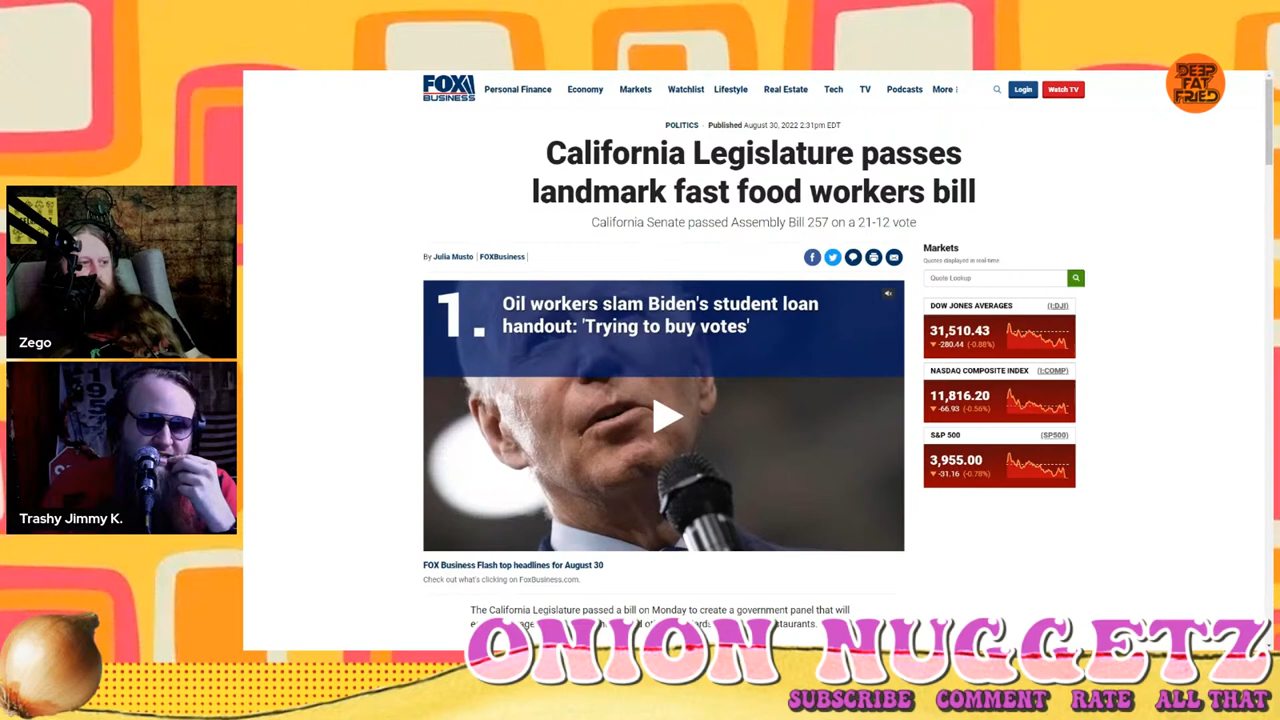 DEEP
FAT
FRIED
FOX
BUSINESS
Personal Finance Economy Markets Watchlist Lifestyle Real Estate Tech TV Podcasts More
Login
Watch TV
POLITICS · Published August 30, 2022 2:31pm EDT
California Legislature passes
landmark fast food workers bill
California Senate passed Assembly Bill 257 on a 21-12 vote
By Julia Musto | FOXBusiness |
1. Oil workers slam Biden's student loan
handout: 'Trying to buy votes'
FOX Business Flash top headlines for August 30
Check out what's clicking on FoxBusiness.com.
The California Legislature passed a bill on Monday to create a government panel that will
Markets
Quotes displayed in real-time
Quote Lookup
DOW JONES AVERAGES (I:DJI)
31,510.43
-280.44 (-0.88%)
NASDAQ COMPOSITE INDEX (I:COMP)
11,816.20
-66.93 (-0.56%)
S&P 500 (SP500)
3,955.00
-31.16 (-0.78%)
Zego
Trashy Jimmy K.
ONION NUGGETZ
SUBSCRIBE COMMENT RATE ALL THAT